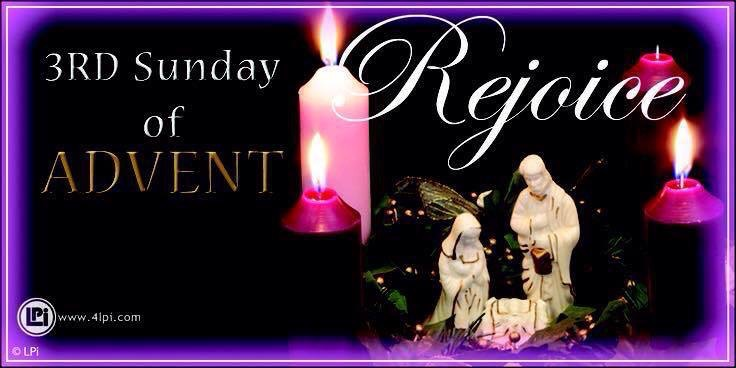 3RD Sunday
of
ADVENT
Rejoice
LPi
www.4lpi.com
© LPi